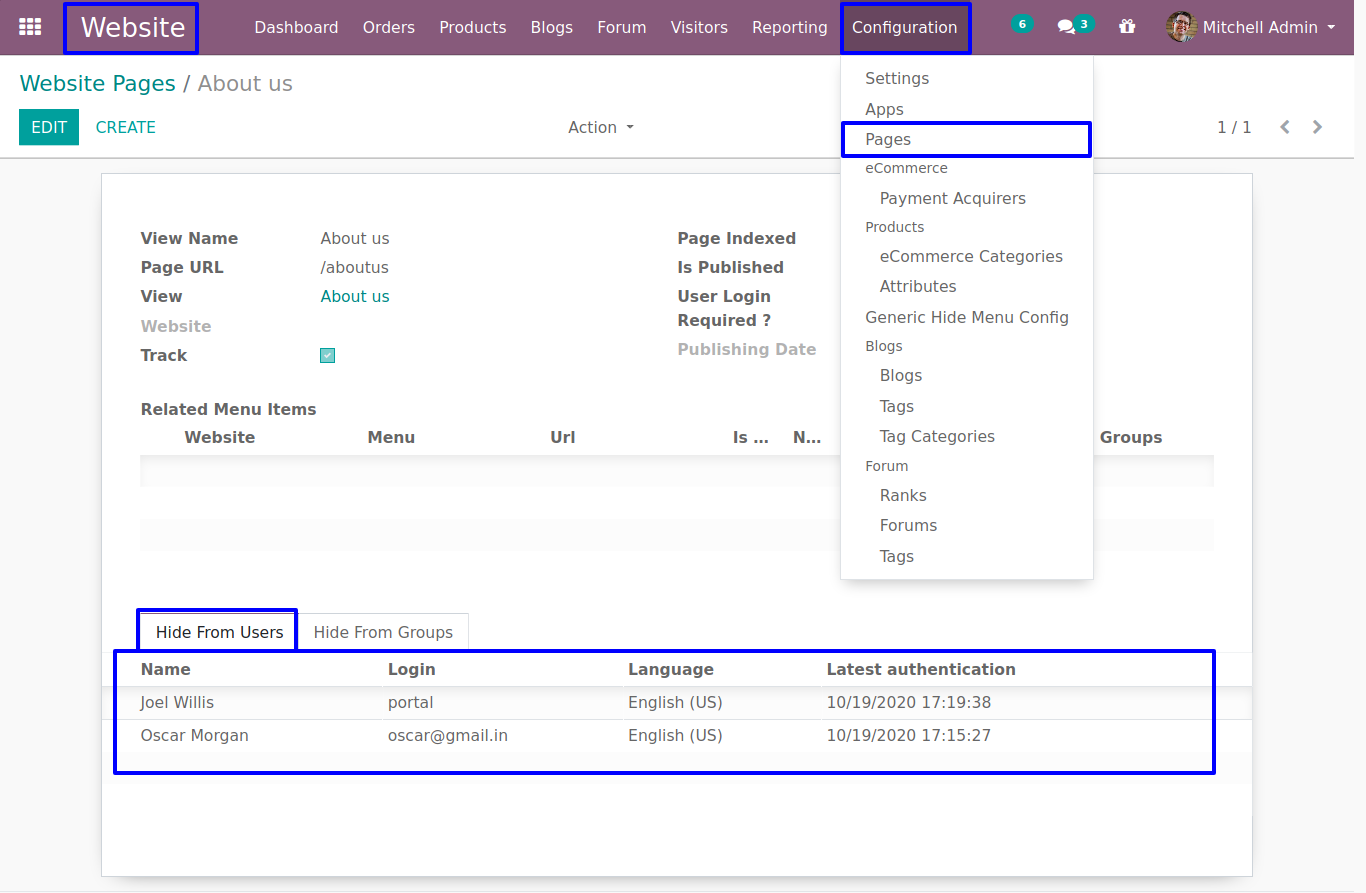 Website Dashboard Orders Products Blogs Forum Visitors Reporting Configuration 6 3 Mitchell Admin
Website Pages / About us
EDIT CREATE Action 1 / 1
Settings
Apps
Pages
eCommerce
Payment Acquirers
Products
eCommerce Categories
Attributes
Generic Hide Menu Config
Blogs
Blogs
Tags
Tag Categories
Forum
Ranks
Forums
Tags
View Name About us
Page URL /aboutus
View About us
Website
Track
Page Indexed
Is Published
User Login
Required ?
Publishing Date
Related Menu Items
Website Menu Url Is ... N... Groups
Hide From Users Hide From Groups
Name Login Language Latest authentication
Joel Willis portal English (US) 10/19/2020 17:19:38
Oscar Morgan oscar@gmail.in English (US) 10/19/2020 17:15:27